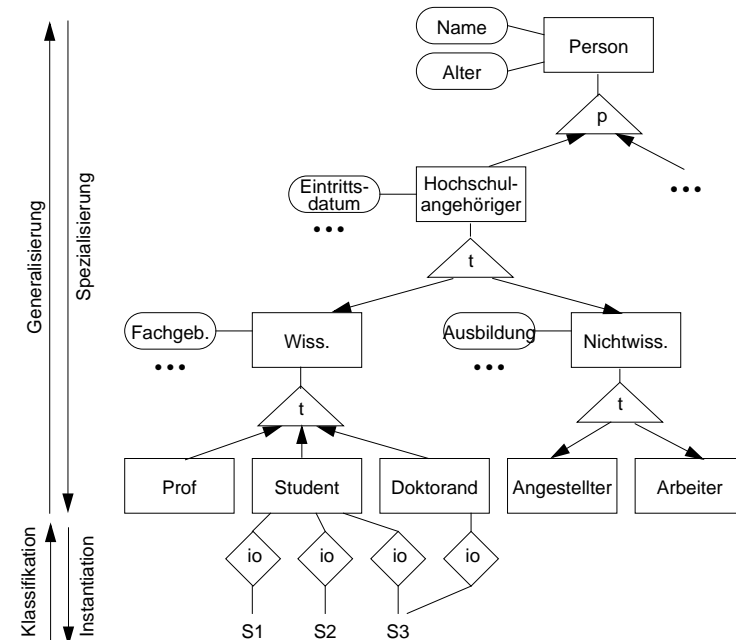 Name
Person
Alter
p
Eintritts-
datum
Hochschul-
angehöriger
•••
•••
t
Generalisierung
Spezialisierung
Fachgeb.
Wiss.
Ausbildung
Nichtwiss.
•••
•••
t
t
Prof
Student
Doktorand
Angestellter
Arbeiter
Klassifikation
Instantiation
io
io
io
io
S1
S2
S3